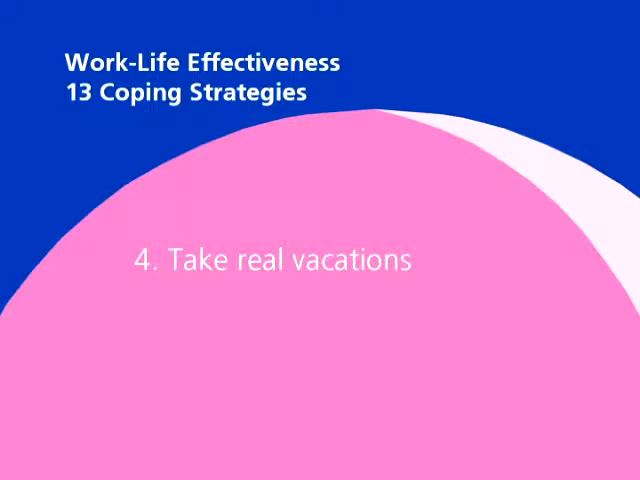 Work-Life Effectiveness
13 Coping Strategies
4. Take real vacations